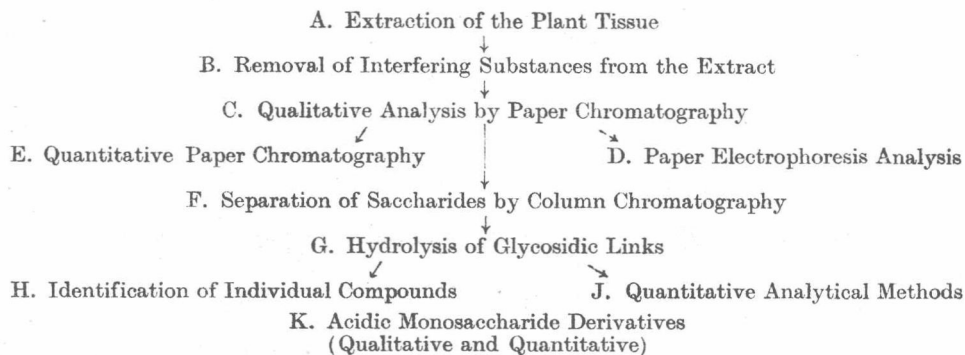 A. Extraction of the Plant Tissue
B. Removal of Interfering Substances from the Extract
C. Qualitative Analysis by Paper Chromatography
E. Quantitative Paper Chromatography D. Paper Electrophoresis Analysis
F. Separation of Saccharides by Column Chromatography
G. Hydrolysis of Glycosidic Links
H. Identification of Individual Compounds J. Quantitative Analytical Methods
K. Acidic Monosaccharide Derivatives
(Qualitative and Quantitative)